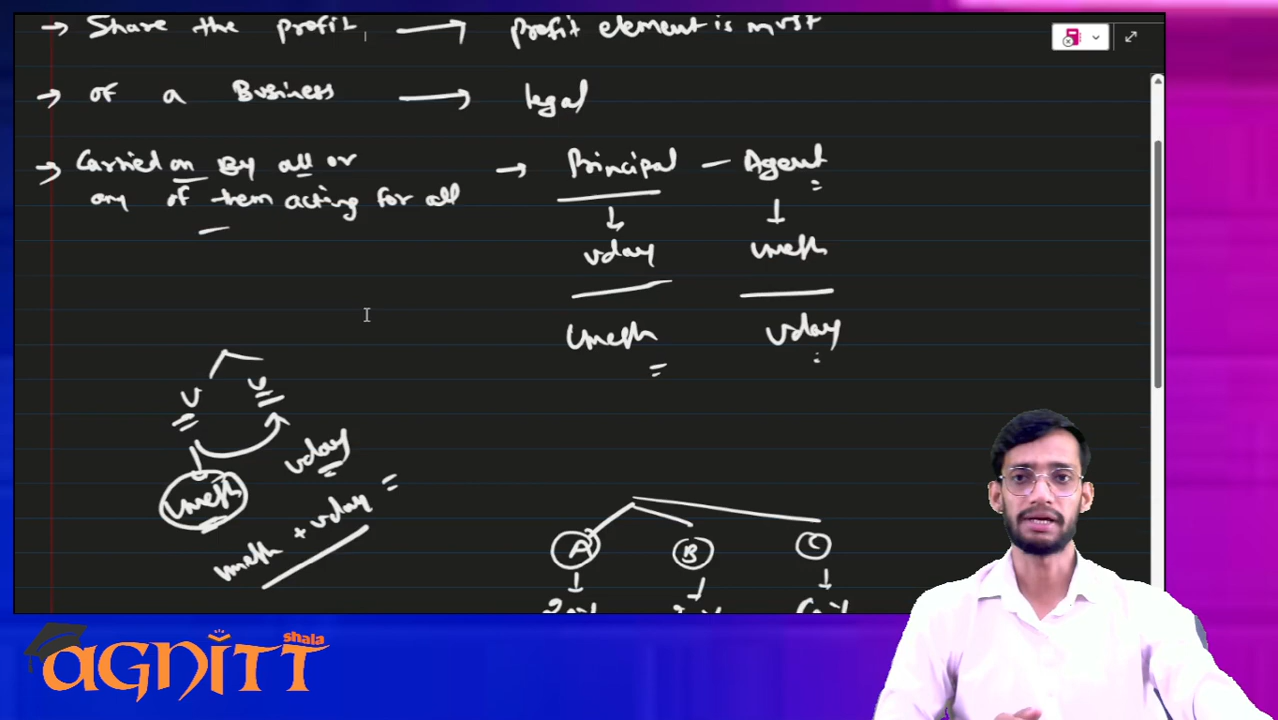 → Share the profit → profit element is must
→ of a Business → legal
→ Carried on By all or → Principal - Agent
any of them acting for all
Uday Umesh
Umesh Uday
U U
Uday
Umesh
Umesh + Uday =
A B C
shala
AGNITT